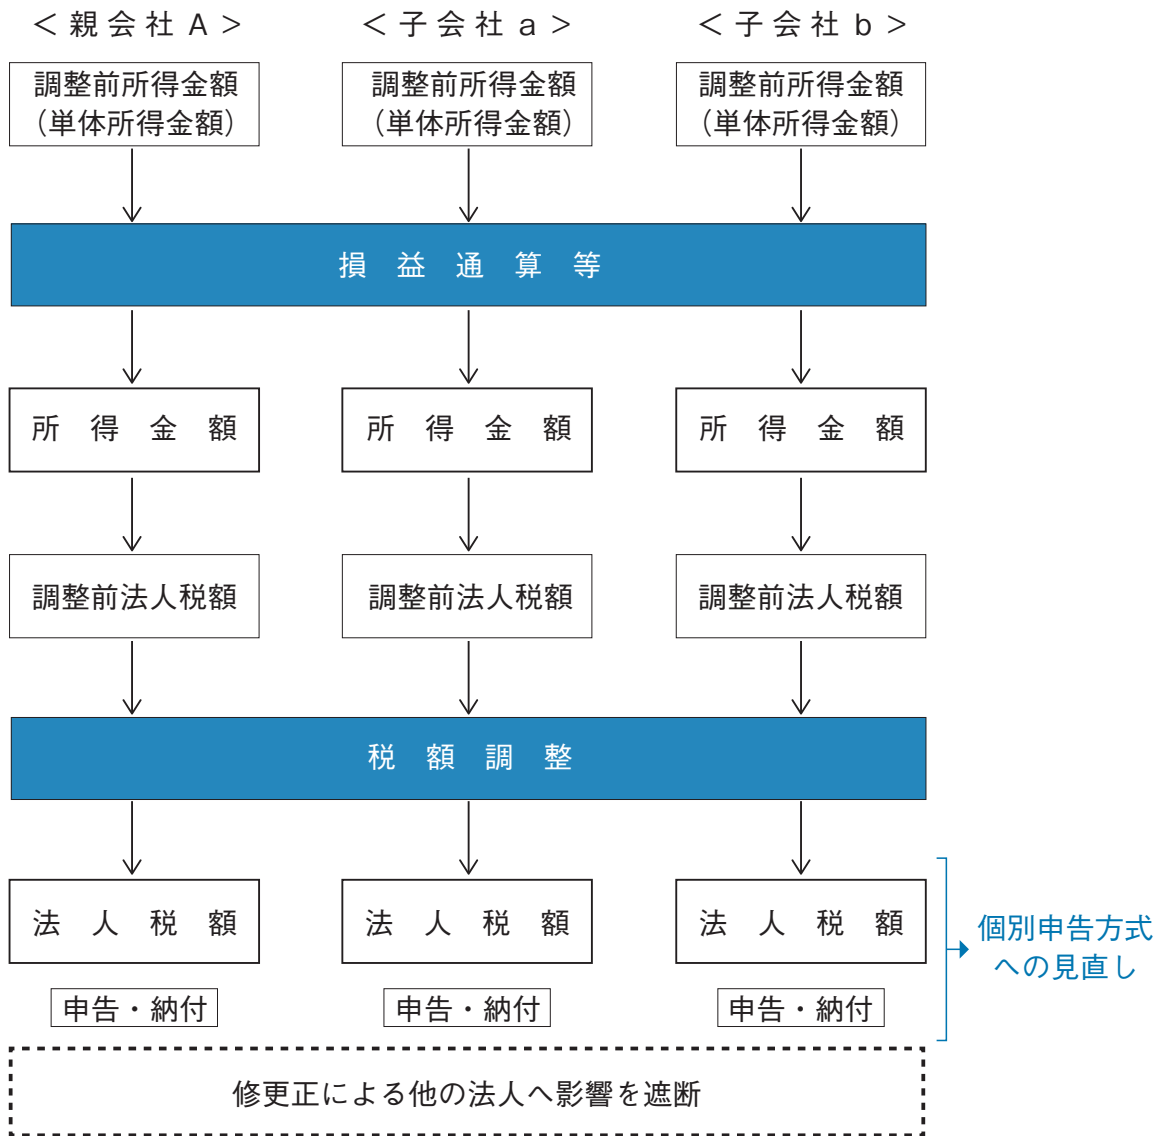 ＜親会社A＞
＜子会社a＞
＜子会社b＞
調整前所得金額
（単体所得金額）
調整前所得金額
（単体所得金額）
調整前所得金額
（単体所得金額）
損益通算等
所得金額
所得金額
所得金額
調整前法人税額
調整前法人税額
調整前法人税額
税額調整
法人税額
法人税額
法人税額
個別申告方式
への見直し
申告・納付
申告・納付
申告・納付
修更正による他の法人へ影響を遮断